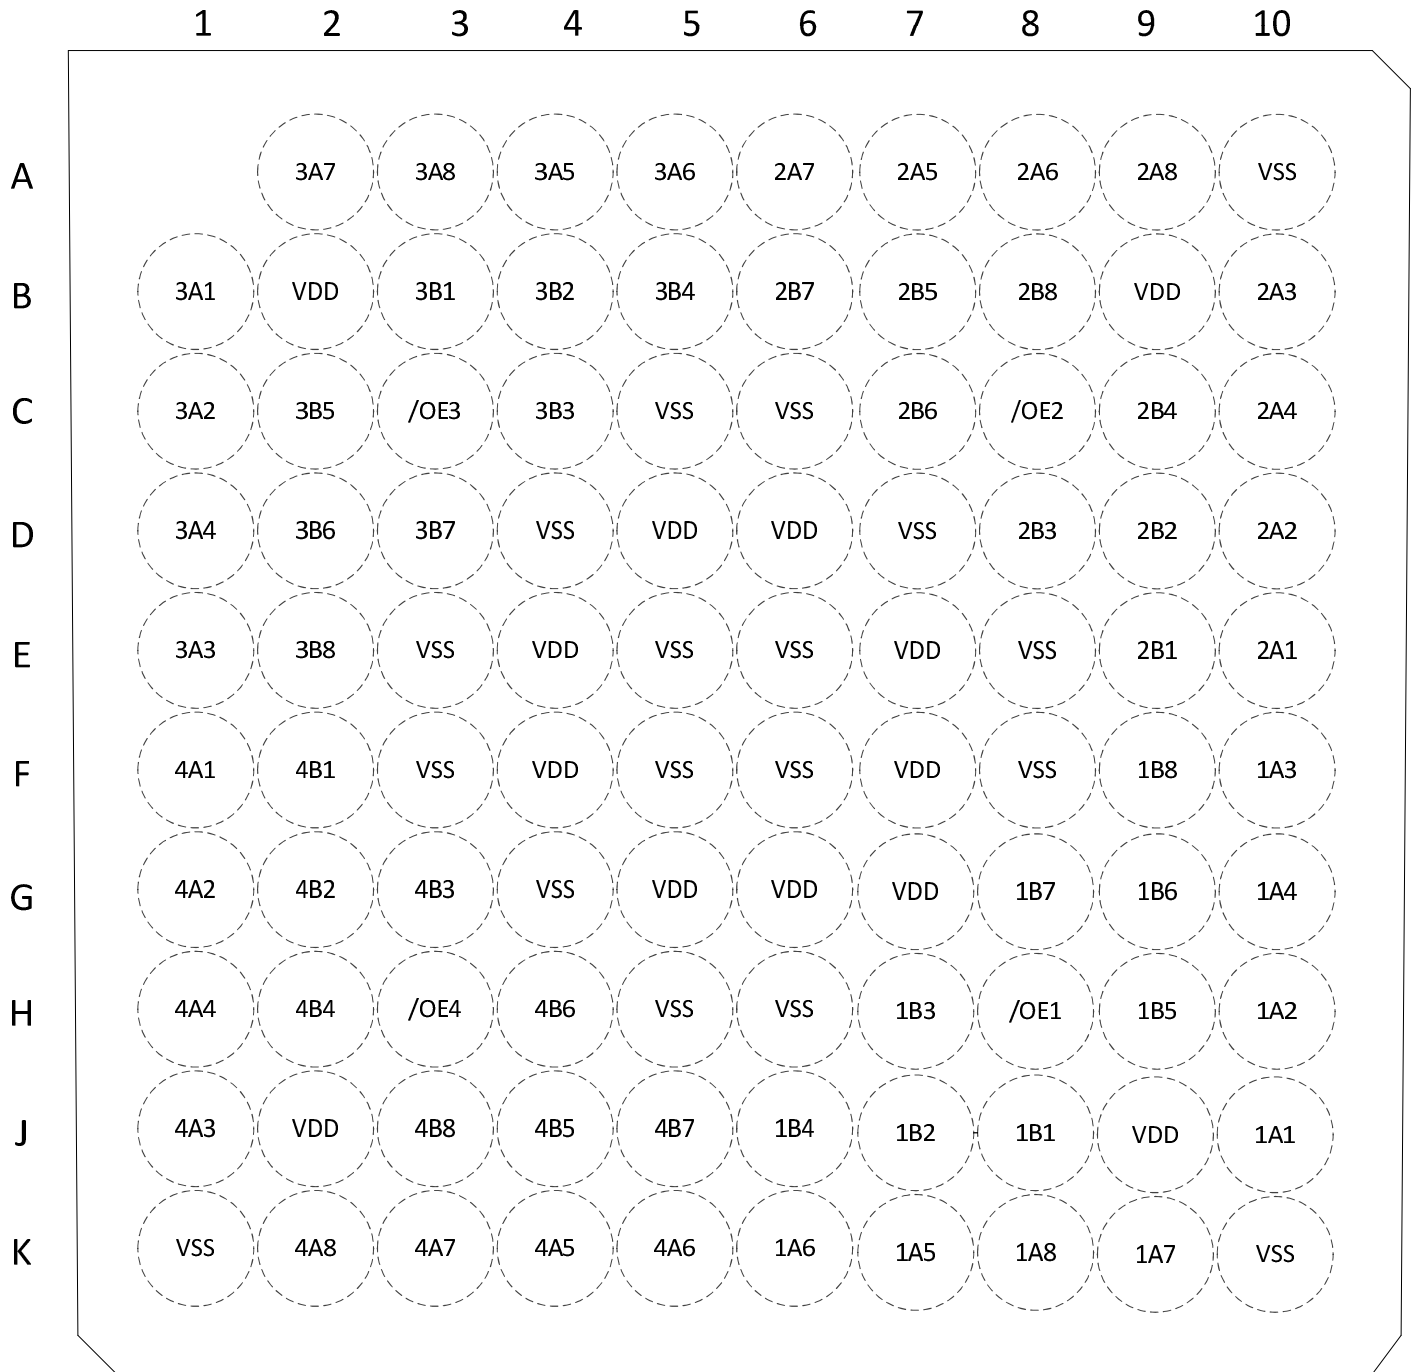 1 2 3 4 5 6 7 8 9 10
A 3A7 3A8 3A5 3A6 2A7 2A5 2A6 2A8 VSS
B 3A1 VDD 3B1 3B2 3B4 2B7 2B5 2B8 VDD 2A3
C 3A2 3B5 /OE3 3B3 VSS VSS 2B6 /OE2 2B4 2A4
D 3A4 3B6 3B7 VSS VDD VDD VSS 2B3 2B2 2A2
E 3A3 3B8 VSS VDD VSS VSS VDD VSS 2B1 2A1
F 4A1 4B1 VSS VDD VSS VSS VDD VSS 1B8 1A3
G 4A2 4B2 4B3 VSS VDD VDD VDD 1B7 1B6 1A4
H 4A4 4B4 /OE4 4B6 VSS VSS 1B3 /OE1 1B5 1A2
J 4A3 VDD 4B8 4B5 4B7 1B4 1B2 1B1 VDD 1A1
K VSS 4A8 4A7 4A5 4A6 1A6 1A5 1A8 1A7 VSS